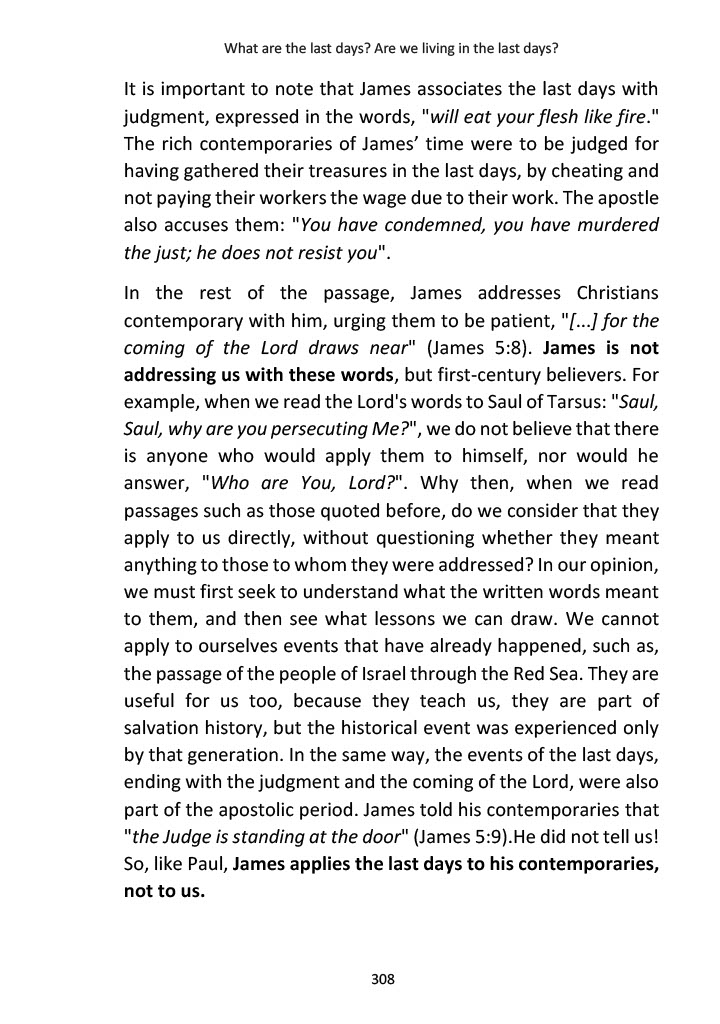 What are the last days? Are we living in the last days?
It is important to note that James associates the last days with
judgment, expressed in the words, "will eat your flesh like fire."
The rich contemporaries of James’ time were to be judged for
having gathered their treasures in the last days, by cheating and
not paying their workers the wage due to their work. The apostle
also accuses them: "You have condemned, you have murdered
the just; he does not resist you".
In the rest of the passage, James addresses Christians
contemporary with him, urging them to be patient, "[...] for the
coming of the Lord draws near" (James 5:8). James is not
addressing us with these words, but first-century believers. For
example, when we read the Lord's words to Saul of Tarsus: "Saul,
Saul, why are you persecuting Me?", we do not believe that there
is anyone who would apply them to himself, nor would he
answer, "Who are You, Lord?". Why then, when we read
passages such as those quoted before, do we consider that they
apply to us directly, without questioning whether they meant
anything to those to whom they were addressed? In our opinion,
we must first seek to understand what the written words meant
to them, and then see what lessons we can draw. We cannot
apply to ourselves events that have already happened, such as,
the passage of the people of Israel through the Red Sea. They are
useful for us too, because they teach us, they are part of
salvation history, but the historical event was experienced only
by that generation. In the same way, the events of the last days,
ending with the judgment and the coming of the Lord, were also
part of the apostolic period. James told his contemporaries that
"the Judge is standing at the door" (James 5:9).He did not tell us!
So, like Paul, James applies the last days to his contemporaries,
not to us.
308